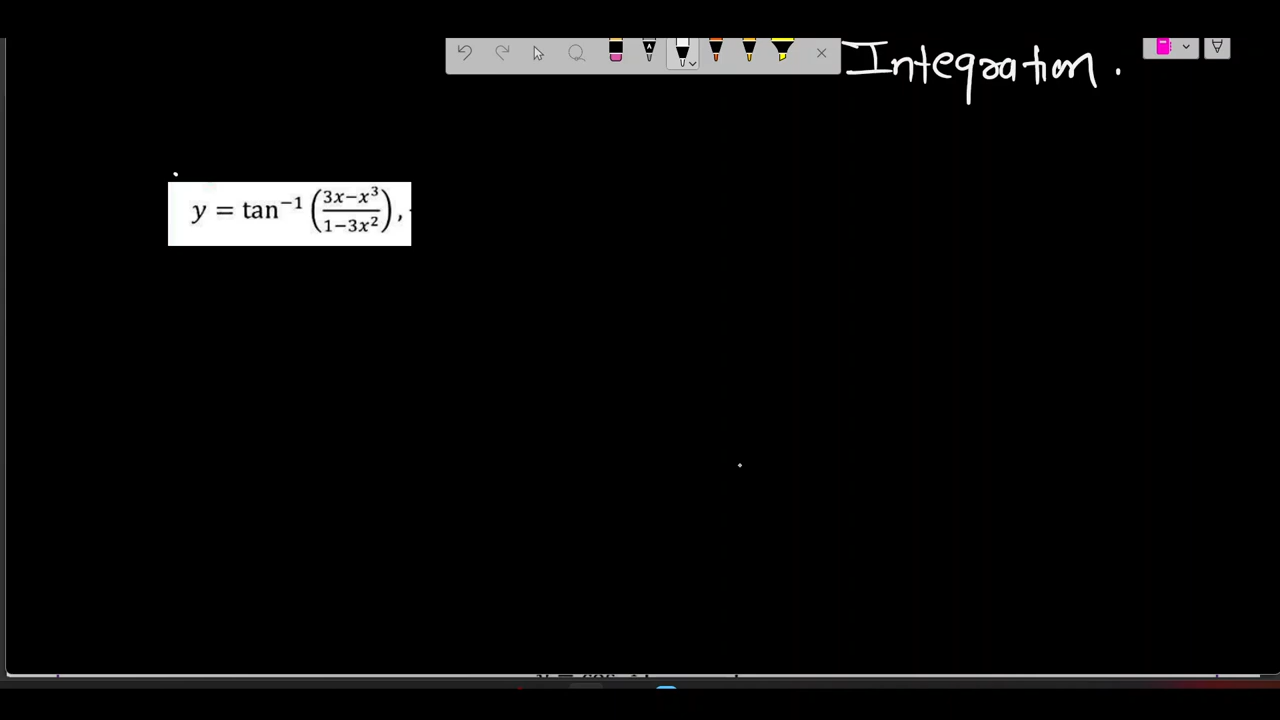 Integration.
y = tan⁻¹ ((3x−x³)/(1−3x²)),